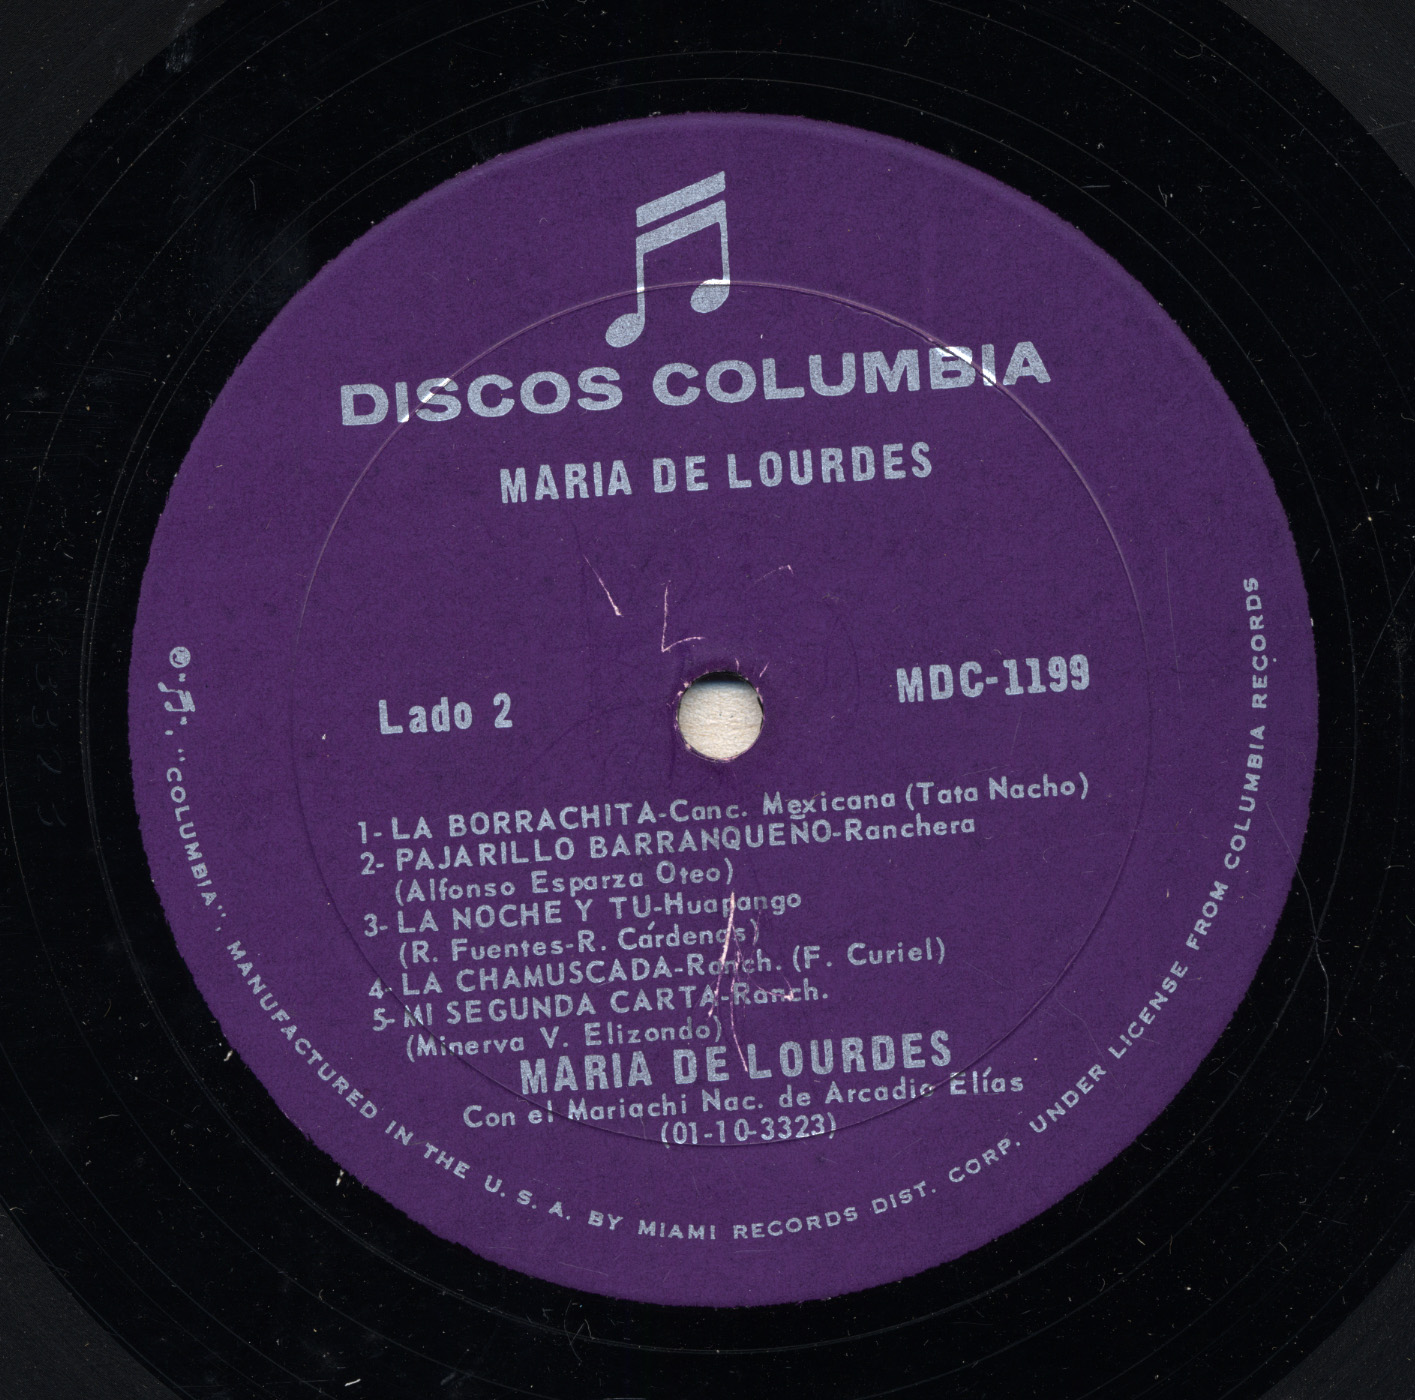 DISCOS COLUMBIA
MARIA DE LOURDES
Lado 2
MDC-1199
1- LA BORRACHITA-Canc. Mexicana (Tata Nacho)
2- PAJARILLO BARRANQUEÑO-Ranchera
(Alfonso Esparza Oteo)
3- LA NOCHE Y TU-Huapango
(R. Fuentes-R. Cárdenas)
4- LA CHAMUSCADA-Ranch. (F. Curiel)
5- MI SEGUNDA CARTA-Ranch.
(Minerva V. Elizondo)
MARIA DE LOURDES
Con el Mariachi Nac. de Arcadio Elías
(01-10-3323)
"COLUMBIA", MANUFACTURED IN THE U. S. A. BY MIAMI RECORDS DIST. CORP. UNDER LICENSE FROM COLUMBIA RECORDS